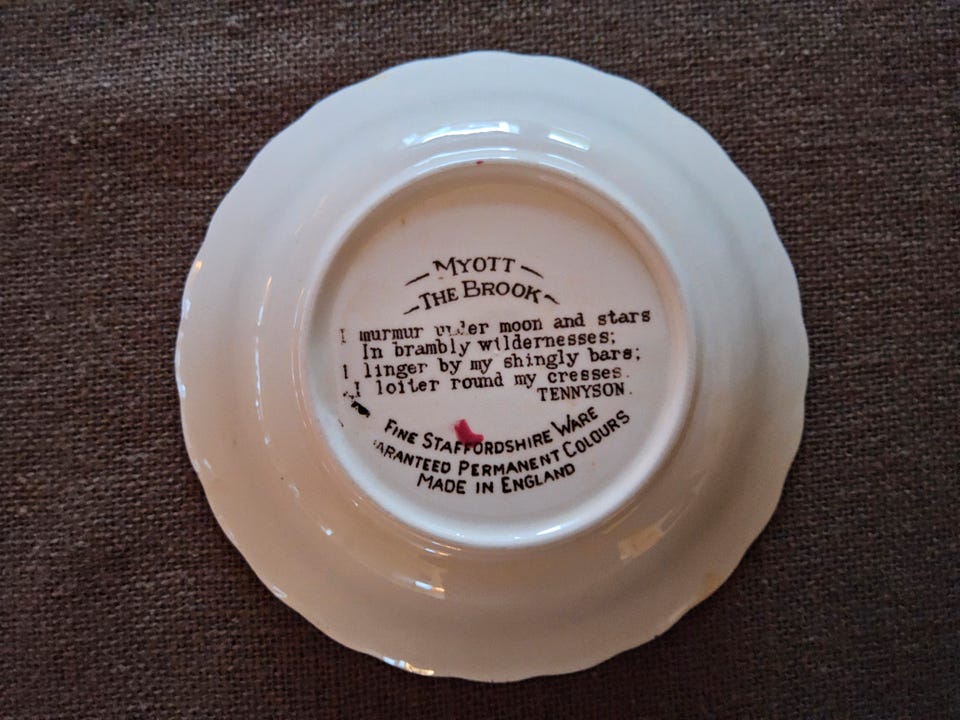 MYOTT
THE BROOK
I murmur under moon and stars
In brambly wildernesses;
I linger by my shingly bars;
I loiter round my cresses.
TENNYSON.
FINE STAFFORDSHIRE WARE
ARANTEED PERMANENT COLOURS
MADE IN ENGLAND